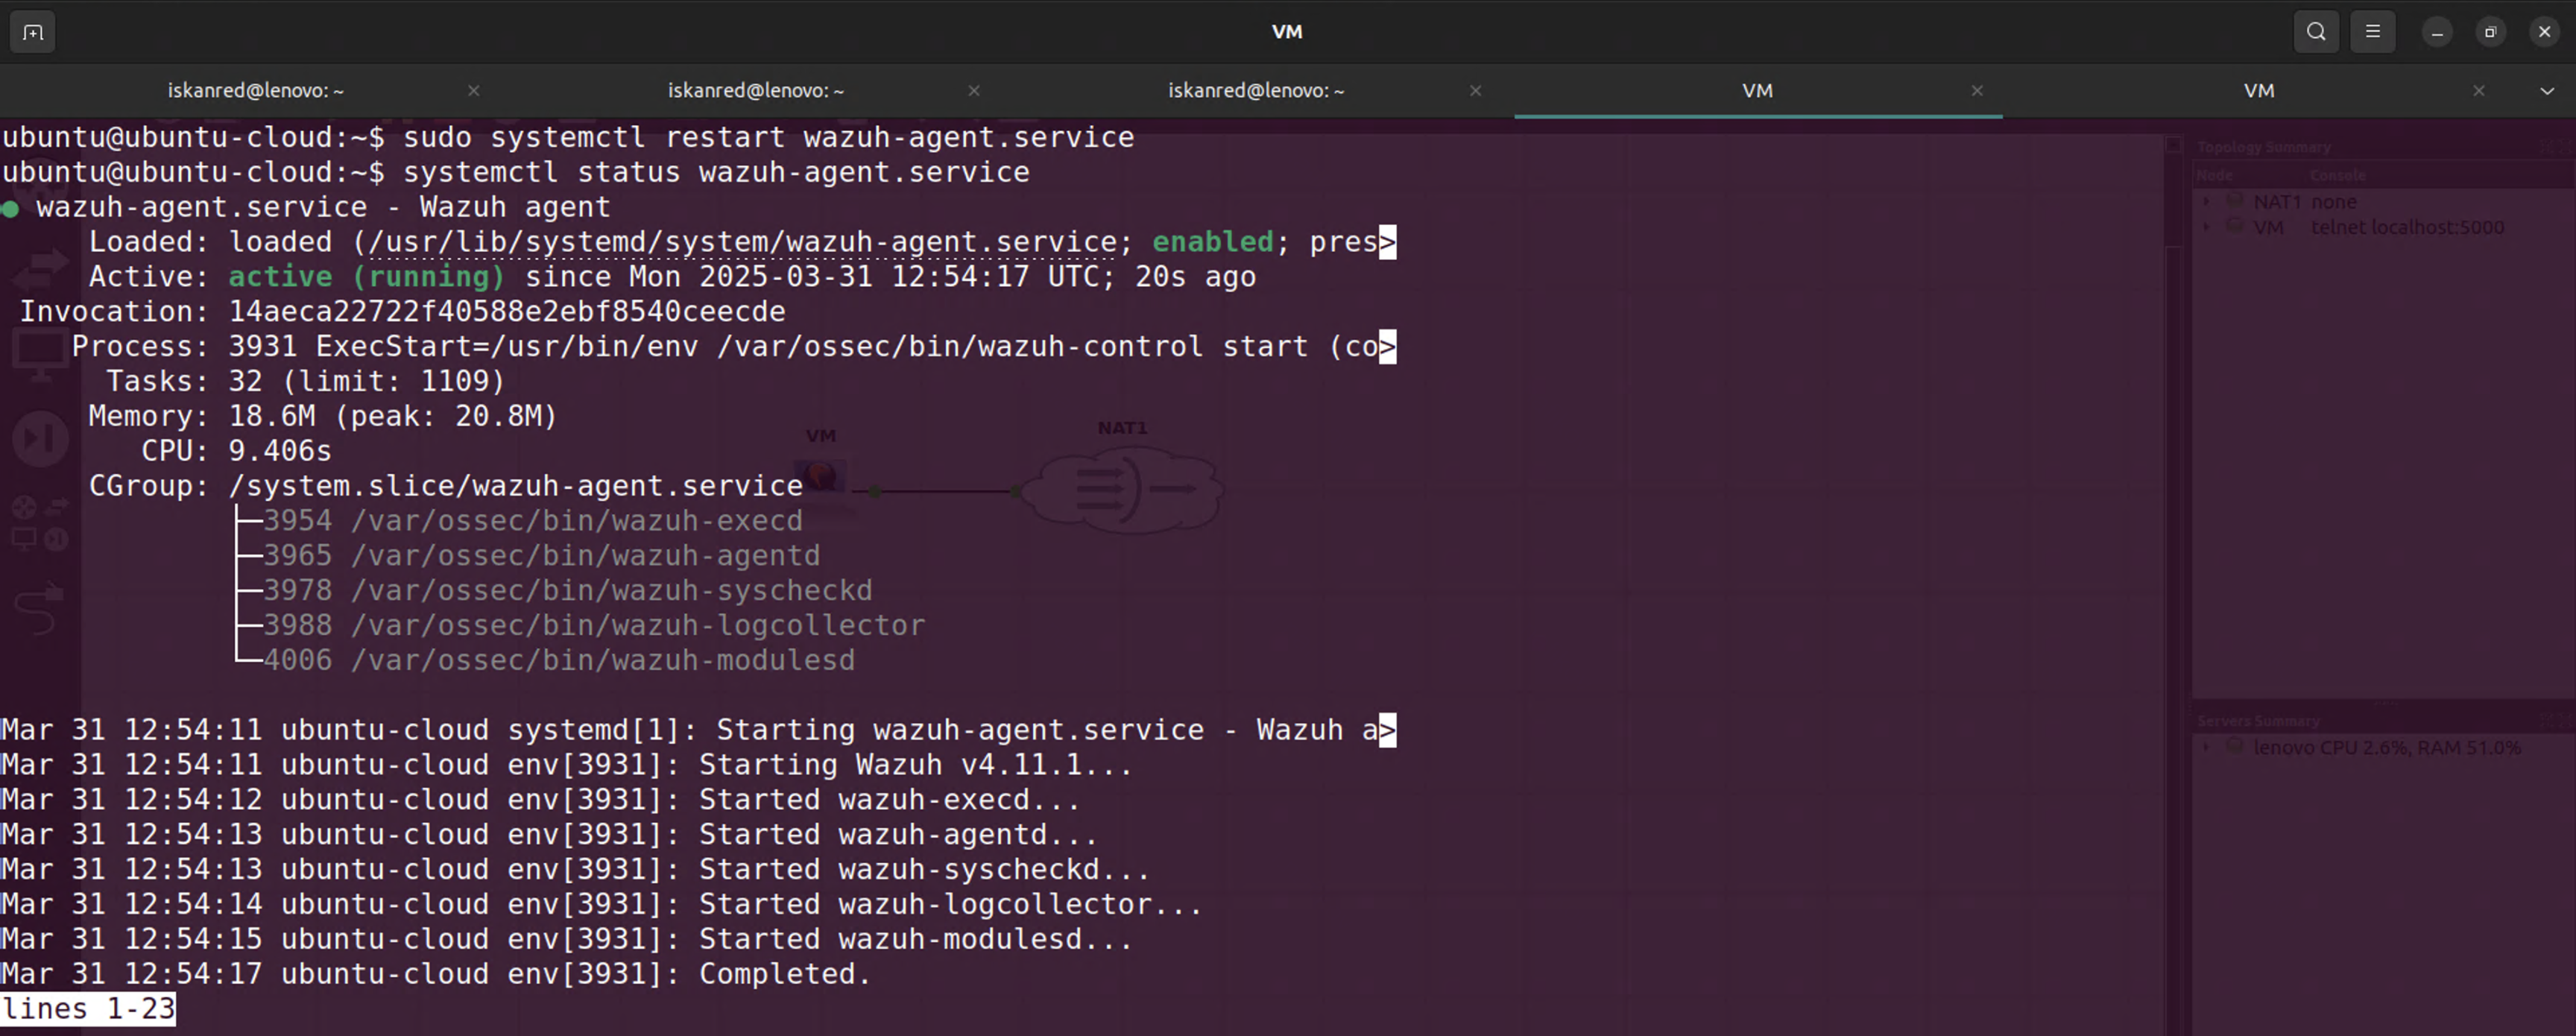 VM
iskanred@lenovo: ~
iskanred@lenovo: ~
iskanred@lenovo: ~
VM
VM
ubuntu@ubuntu-cloud:~$ sudo systemctl restart wazuh-agent.service
ubuntu@ubuntu-cloud:~$ systemctl status wazuh-agent.service
● wazuh-agent.service - Wazuh agent
Loaded: loaded (/usr/lib/systemd/system/wazuh-agent.service; enabled; pres>
Active: active (running) since Mon 2025-03-31 12:54:17 UTC; 20s ago
Invocation: 14aeca22722f40588e2ebf8540ceecde
Process: 3931 ExecStart=/usr/bin/env /var/ossec/bin/wazuh-control start (co>
Tasks: 32 (limit: 1109)
Memory: 18.6M (peak: 20.8M)
CPU: 9.406s
CGroup: /system.slice/wazuh-agent.service
├─3954 /var/ossec/bin/wazuh-execd
├─3965 /var/ossec/bin/wazuh-agentd
├─3978 /var/ossec/bin/wazuh-syscheckd
├─3988 /var/ossec/bin/wazuh-logcollector
└─4006 /var/ossec/bin/wazuh-modulesd
Mar 31 12:54:11 ubuntu-cloud systemd[1]: Starting wazuh-agent.service - Wazuh a>
Mar 31 12:54:11 ubuntu-cloud env[3931]: Starting Wazuh v4.11.1...
Mar 31 12:54:12 ubuntu-cloud env[3931]: Started wazuh-execd...
Mar 31 12:54:13 ubuntu-cloud env[3931]: Started wazuh-agentd...
Mar 31 12:54:13 ubuntu-cloud env[3931]: Started wazuh-syscheckd...
Mar 31 12:54:14 ubuntu-cloud env[3931]: Started wazuh-logcollector...
Mar 31 12:54:15 ubuntu-cloud env[3931]: Started wazuh-modulesd...
Mar 31 12:54:17 ubuntu-cloud env[3931]: Completed.
lines 1-23
VM
NAT1
Topology Summary
Node Console
NAT1 none
VM telnet localhost:5000
Servers Summary
lenovo CPU 2.6%, RAM 51.0%